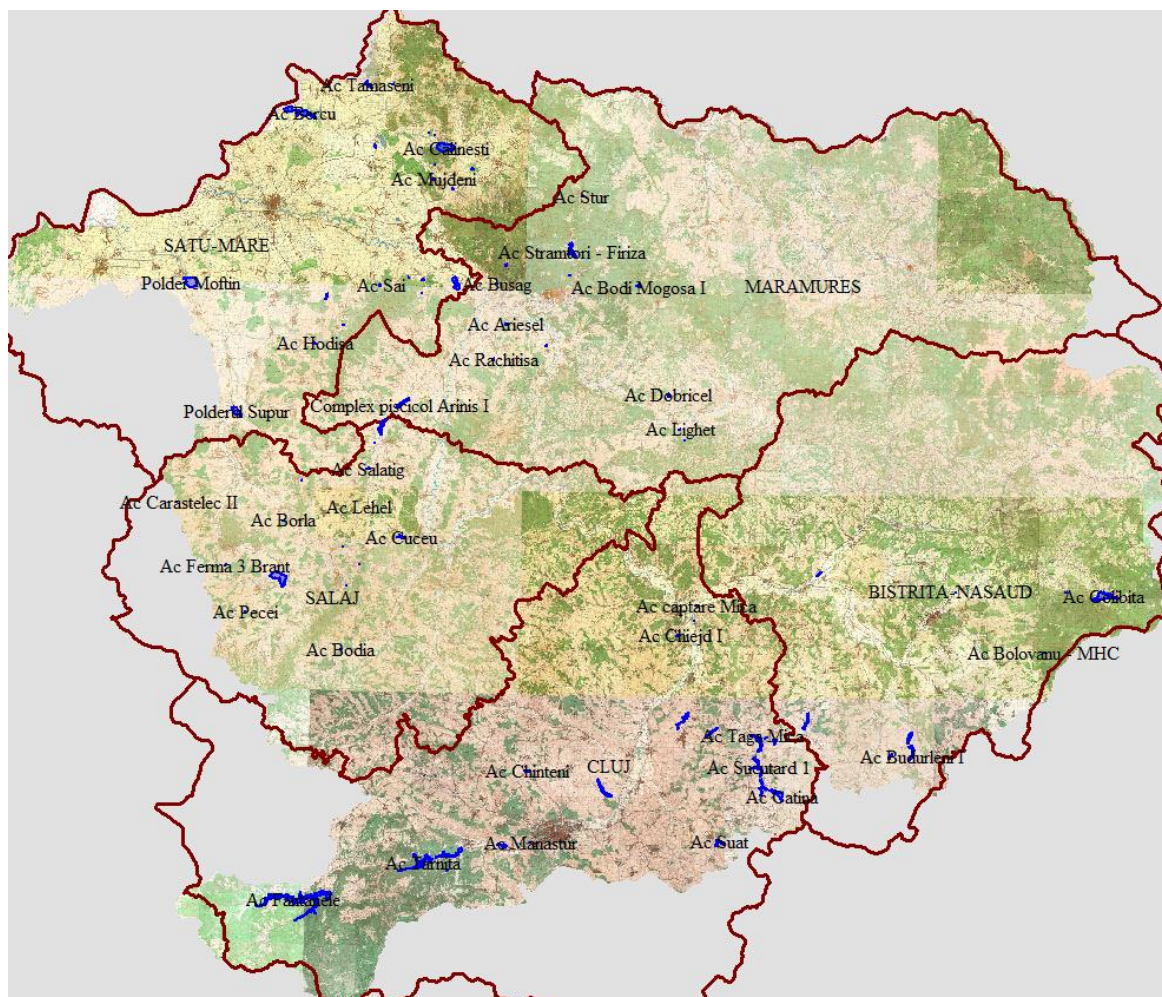 Ac Tamaseni
Ac Bercu
Ac Calinesti
Ac Mujdeni
Ac Stur
SATU-MARE
Ac Stramtori - Firiza
Polder Moftin
Ac Sai
Ac Busag
Ac Bodi Mogosa I
MARAMURES
Ac Ariesel
Ac Hodisa
Ac Rachitisa
Ac Dobricel
Complex piscicol Arinis I
Polderul Supur
Ac Lighet
Ac Salatig
Ac Carastelec II
Ac Lehel
Ac Borla
Ac Cuceu
Ac Ferma 3 Brant
SALAJ
BISTRITA-NASAUD
Ac Colibita
Ac Pecei
Ac captare Mica
Ac Chiejd I
Ac Bodia
Ac Bolovanu - MHC
Ac Taga Mica
Ac Budurleni I
Ac Chinteni
CLUJ
Ac Sucutard 1
Ac Catina
Ac Manastur
Ac Suat
Ac Tarnita
Ac Fantanele